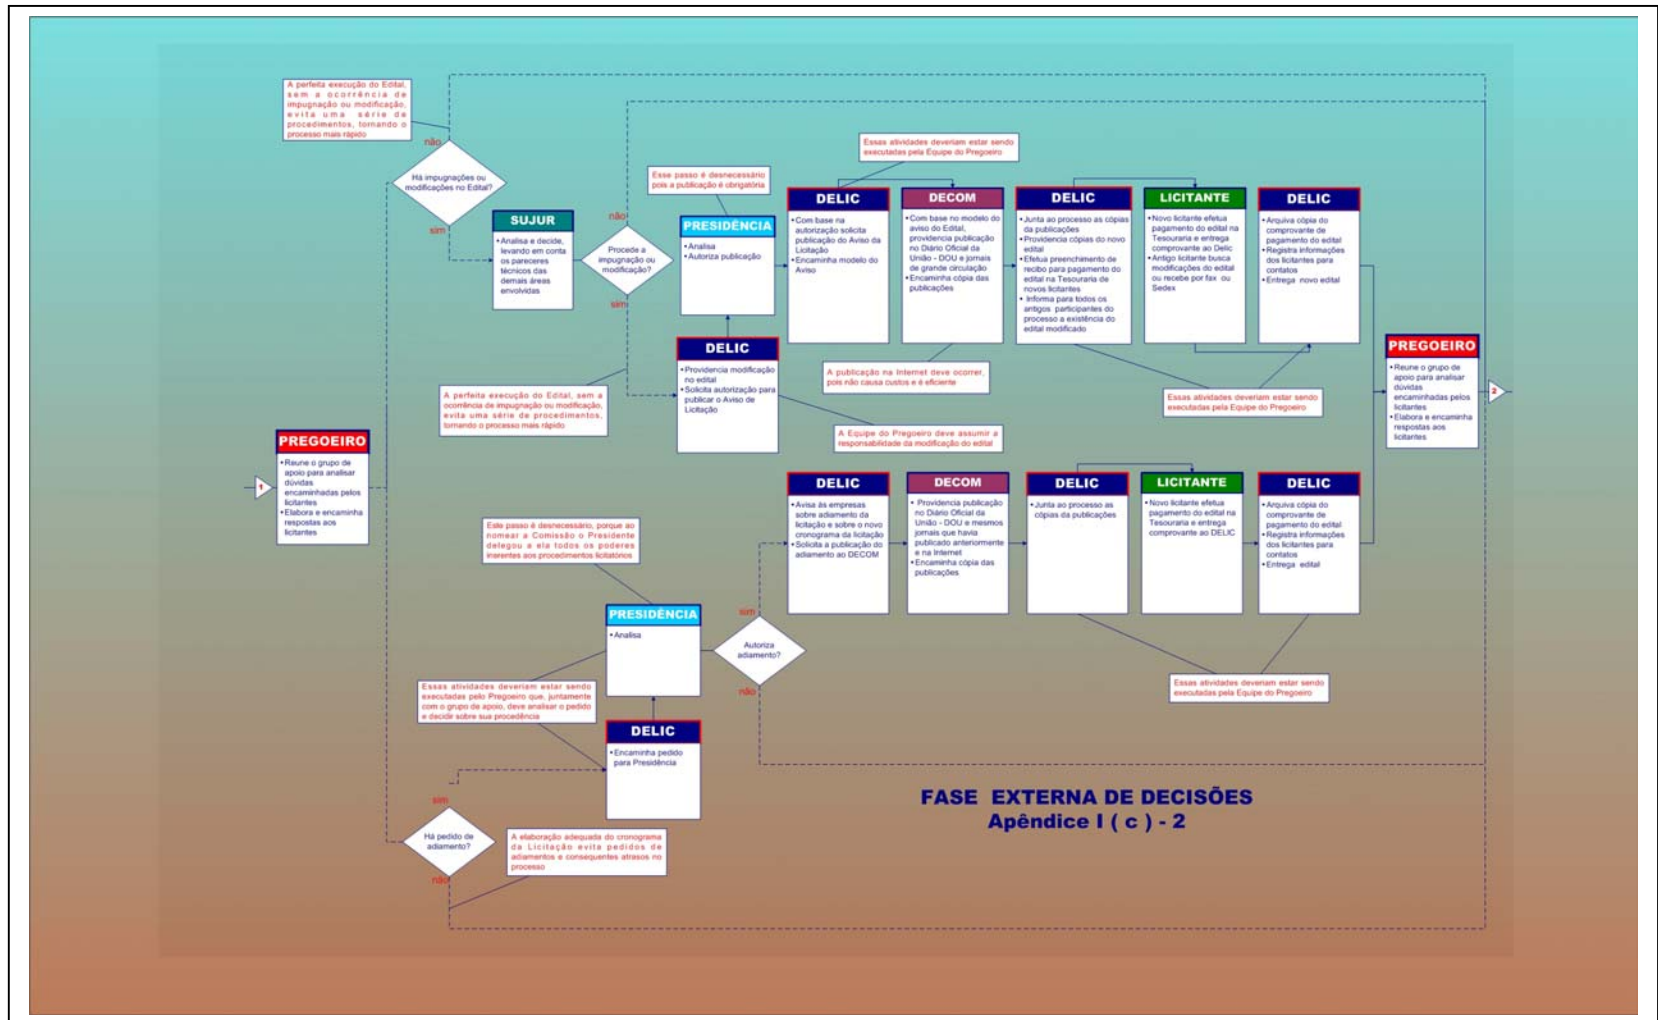 A perfeita execução do Edital,
sem a ocorrência de
impugnação ou modificação,
evita uma série de
procedimentos, tornando o
processo mais rápido
não
Há impugnações ou
modificações no Edital?
sim
SUJUR
•Analisa e decide,
levando em conta
os pareceres
técnicos das
demais áreas
envolvidas
não
Procede a
impugnação ou
modificação?
sim
Esse passo é desnecessário
pois a publicação é obrigatória
PRESIDÊNCIA
•Analisa
•Autoriza publicação
DELIC
•Providencia modificação
no edital
•Solicita autorização para
publicar o Aviso de
Licitação
A perfeita execução do Edital, sem a
ocorrência de impugnação ou modificação,
evita uma série de procedimentos,
tornando o processo mais rápido
A Equipe do Pregoeiro deve assumir a
responsabilidade da modificação do edital
Essas atividades deveriam estar sendo
executadas pela Equipe do Pregoeiro
DELIC
•Com base na
autorização solicita
publicação do Aviso da
Licitação
•Encaminha modelo do
Aviso
DECOM
•Com base no modelo do
aviso do Edital,
providencia publicação
no Diário Oficial da
União - DOU e jornais
de grande circulação
•Encaminha cópia das
publicações
A publicação na Internet deve ocorrer,
pois não causa custos e é eficiente
DELIC
•Junta ao processo as cópias
da publicações
•Providencia cópias do novo
edital
•Efetua preenchimento de
recibo para pagamento do
edital na Tesouraria de
novos licitantes
• Informa para todos os
antigos participantes do
processo a existência do
edital modificado
LICITANTE
•Novo licitante efetua
pagamento do edital na
Tesouraria e entrega
comprovante ao Delic
•Antigo licitante busca
modificações do edital
ou recebe por fax ou
Sedex
DELIC
•Arquiva cópia do
comprovante de
pagamento do edital
•Registra informações
dos licitantes para
contatos
•Entrega novo edital
Essas atividades deveriam estar sendo
executadas pela Equipe do Pregoeiro
PREGOEIRO
•Reune o grupo de
apoio para analisar
dúvidas
encaminhadas pelos
licitantes
•Elabora e encaminha
respostas aos
licitantes
2
1
PREGOEIRO
•Reune o grupo de
apoio para analisar
dúvidas
encaminhadas pelos
licitantes
•Elabora e encaminha
respostas aos
licitantes
Este passo é desnecessário, porque ao
nomear a Comissão o Presidente
delegou a ela todos os poderes
inerentes aos procedimentos licitatórios
PRESIDÊNCIA
•Analisa
sim
Autoriza
adiamento?
não
DELIC
•Avisa às empresas
sobre adiamento da
licitação e sobre o novo
cronograma da licitação
•Solicita a publicação do
adiamento ao DECOM
DECOM
• Providencia publicação
no Diário Oficial da
União - DOU e mesmos
jornais que havia
publicado anteriormente
e na Internet
•Encaminha cópia das
publicações
DELIC
•Junta ao processo as
cópias da publicações
LICITANTE
•Novo licitante efetua
pagamento do edital na
Tesouraria e entrega
comprovante ao DELIC
DELIC
•Arquiva cópia do
comprovante de
pagamento do edital
•Registra informações
dos licitantes para
contatos
•Entrega edital
Essas atividades deveriam estar sendo
executadas pela Equipe do Pregoeiro
Essas atividades deveriam estar sendo
executadas pelo Pregoeiro que, juntamente
com o grupo de apoio, deve analisar o pedido
e decidir sobre sua procedência
DELIC
•Encaminha pedido
para Presidência
sim
Há pedido de
adiamento?
não
A elaboração adequada do cronograma
da Licitação evita pedidos de
adiamentos e consequentes atrasos no
processo
FASE EXTERNA DE DECISÕES
Apêndice I ( c ) - 2